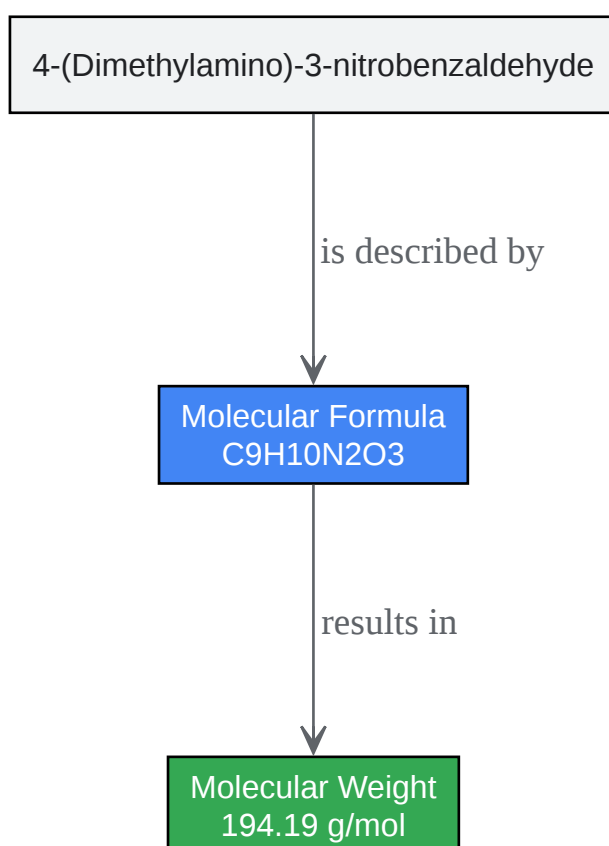 4-(Dimethylamino)-3-nitrobenzaldehyde
is described by
Molecular Formula
C9H10N2O3
results in
Molecular Weight
194.19 g/mol